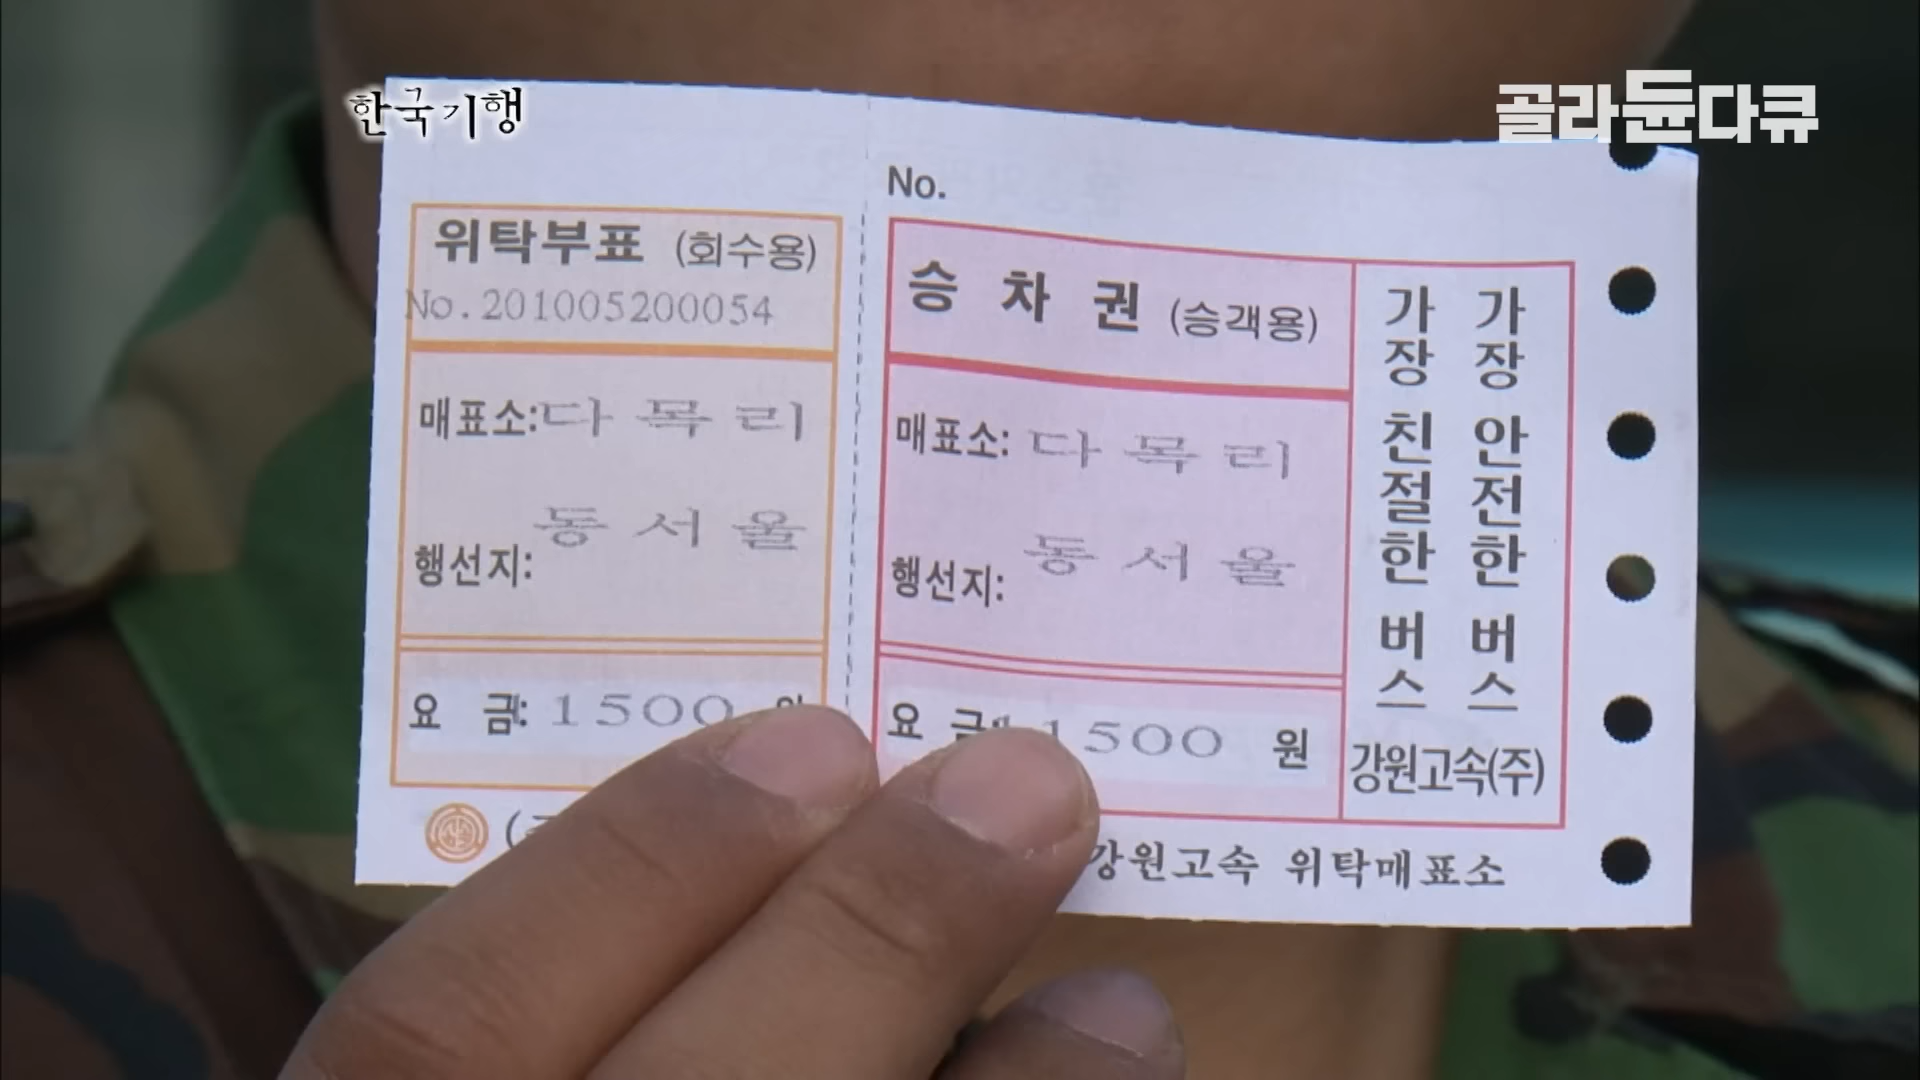 한국기행
골라듄다큐
위탁부표 (회수용)
No.201005200054
매표소:다목리
행선지:동서울
요 금: 1500 원
No.
승 차 권 (승객용)
매표소: 다목리
행선지: 동서울
요 금: 1500 원
가장 안전한 버스
가장 친절한 버스
강원고속(주)
강원고속 위탁매표소